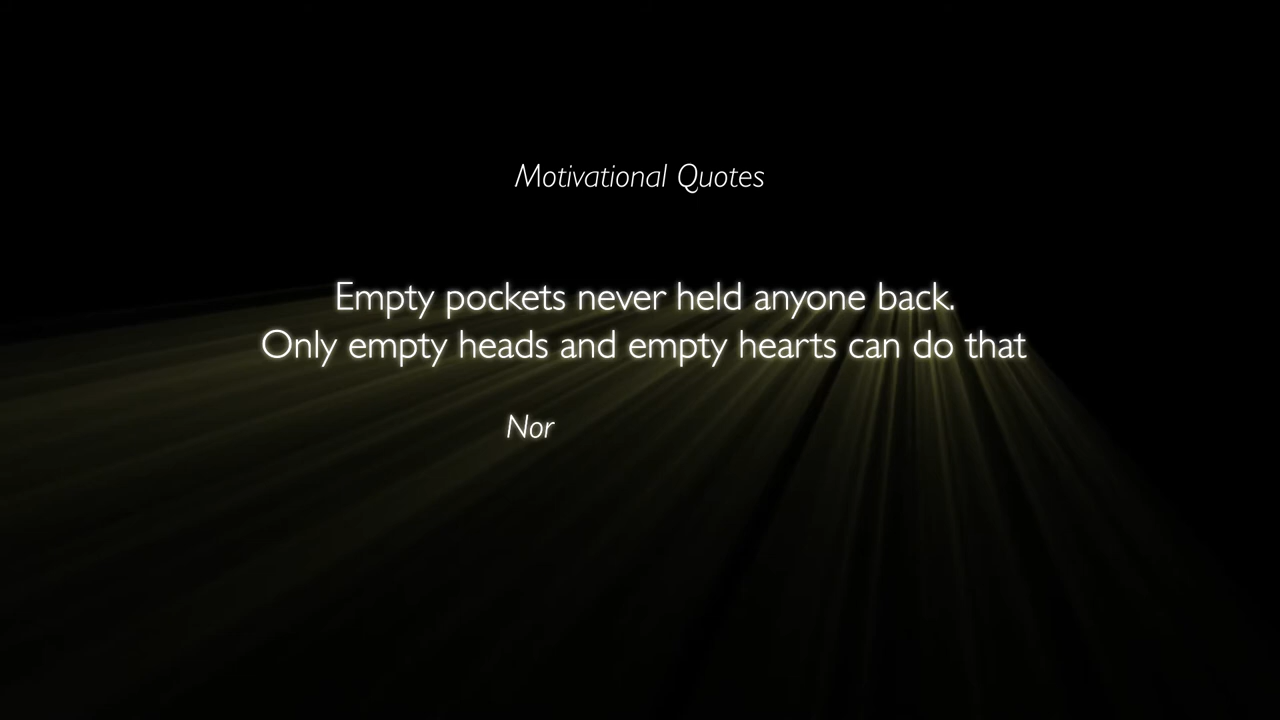 Motivational Quotes
Empty pockets never held anyone back.
Only empty heads and empty hearts can do that
Nor